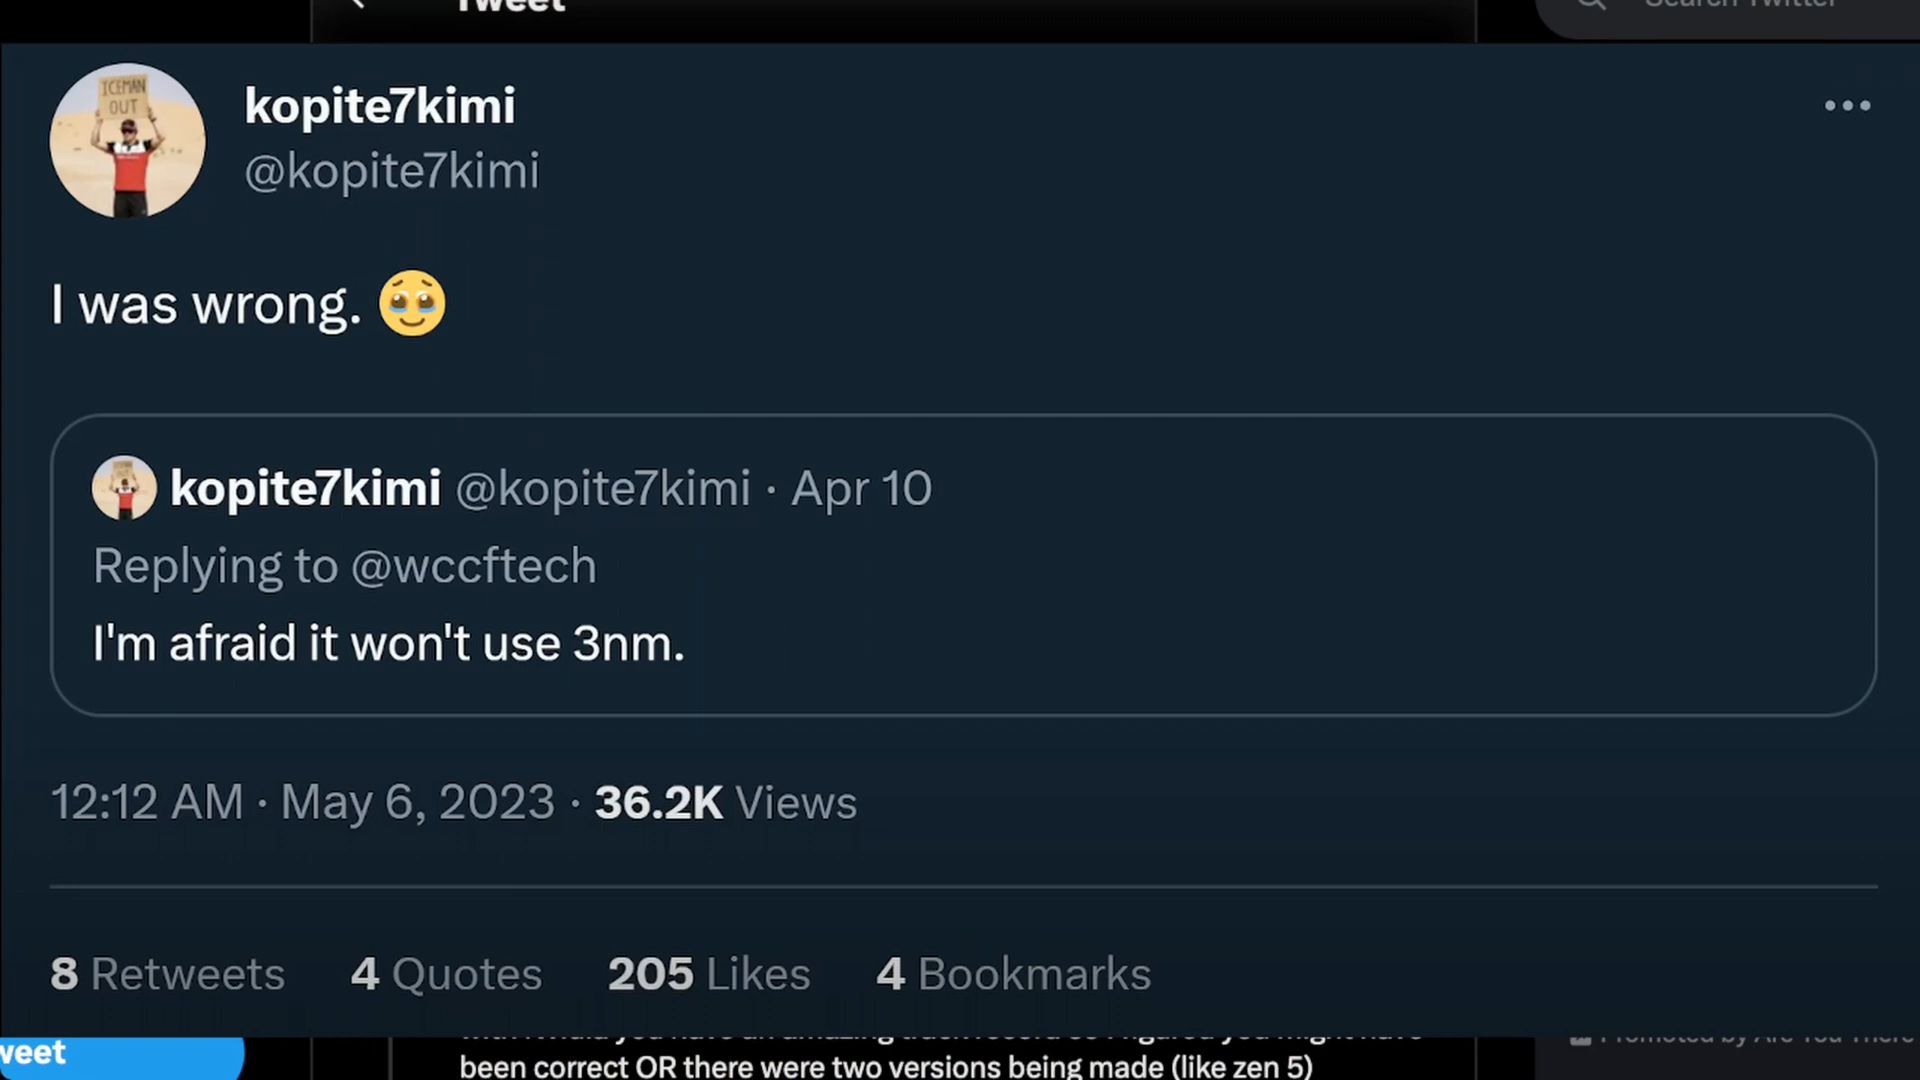 Tweet
Search Twitter
ICEMAN
OUT
kopite7kimi
@kopite7kimi
I was wrong. 🥹
kopite7kimi @kopite7kimi · Apr 10
Replying to @wccftech
I'm afraid it won't use 3nm.
12:12 AM · May 6, 2023 · 36.2K Views
8 Retweets 4 Quotes 205 Likes 4 Bookmarks
weet
been correct OR there were two versions being made (like zen 5)